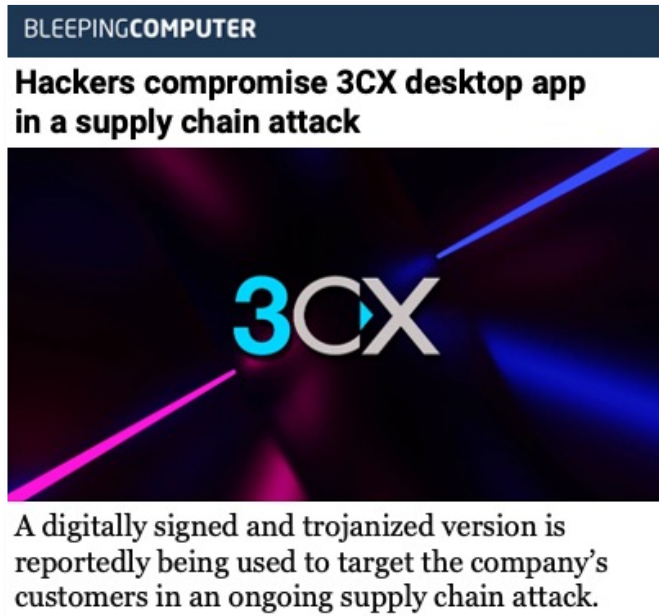 BLEEPINGCOMPUTER
Hackers compromise 3CX desktop app
in a supply chain attack
3CX
A digitally signed and trojanized version is
reportedly being used to target the company’s
customers in an ongoing supply chain attack.